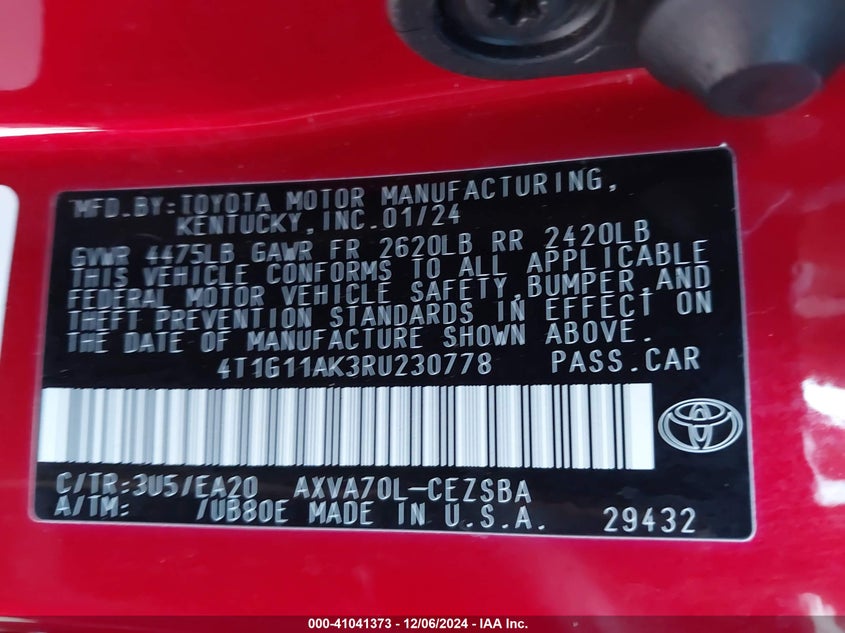 MFD.BY:TOYOTA MOTOR MANUFACTURING,
KENTUCKY,INC.01/24
GVWR 4475LB GAWR FR 2620LB RR 2420LB
THIS VEHICLE CONFORMS TO ALL APPLICABLE
FEDERAL MOTOR VEHICLE SAFETY,BUMPER,AND
THEFT PREVENTION STANDARDS IN EFFECT ON
THE DATE OF MANUFACTURE SHOWN ABOVE.
4T1G11AK3RU230778 PASS.CAR
C/TR:3U5/EA20 AXVA70L-CEZSBA
A/TM: /UB80E MADE IN U.S.A. 29432
000-41041373 - 12/06/2024 - IAA Inc.